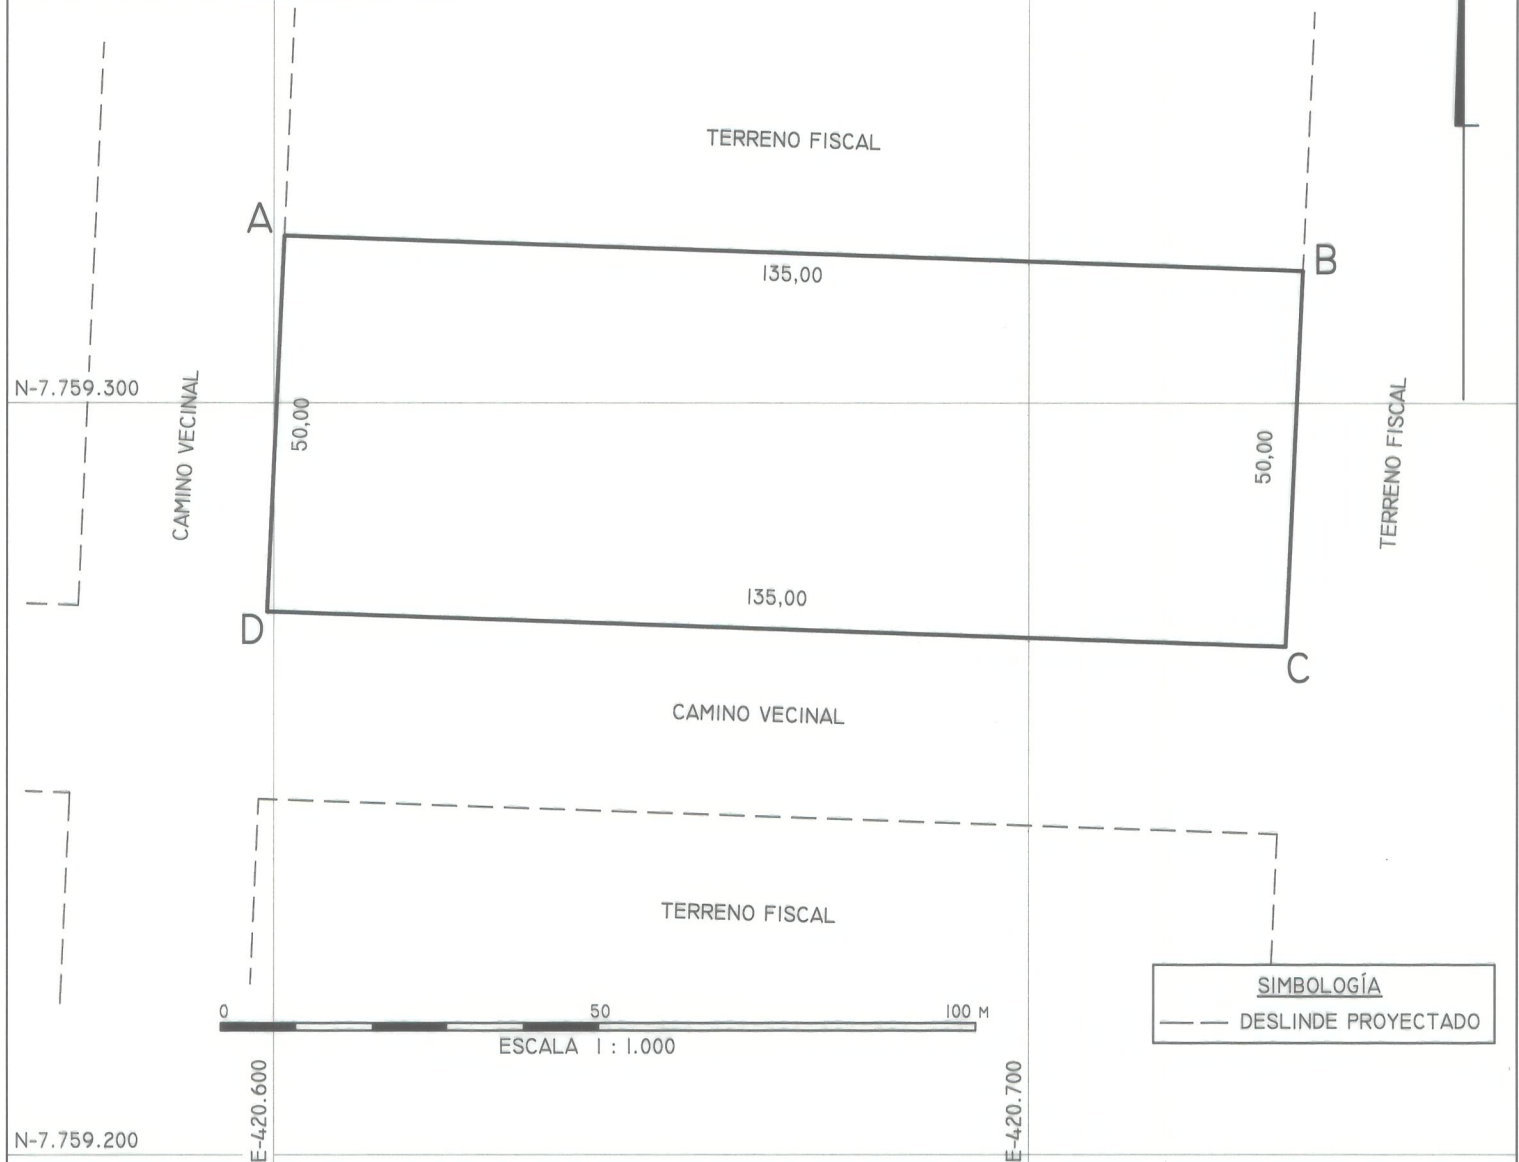 TERRENO FISCAL
A
B
135,00
N-7.759.300
CAMINO VECINAL
50,00
50,00
TERRENO FISCAL
135,00
D
C
CAMINO VECINAL
TERRENO FISCAL
SIMBOLOGÍA
DESLINDE PROYECTADO
0 50 100 M
ESCALA 1 : 1.000
E-420.600
E-420.700
N-7.759.200